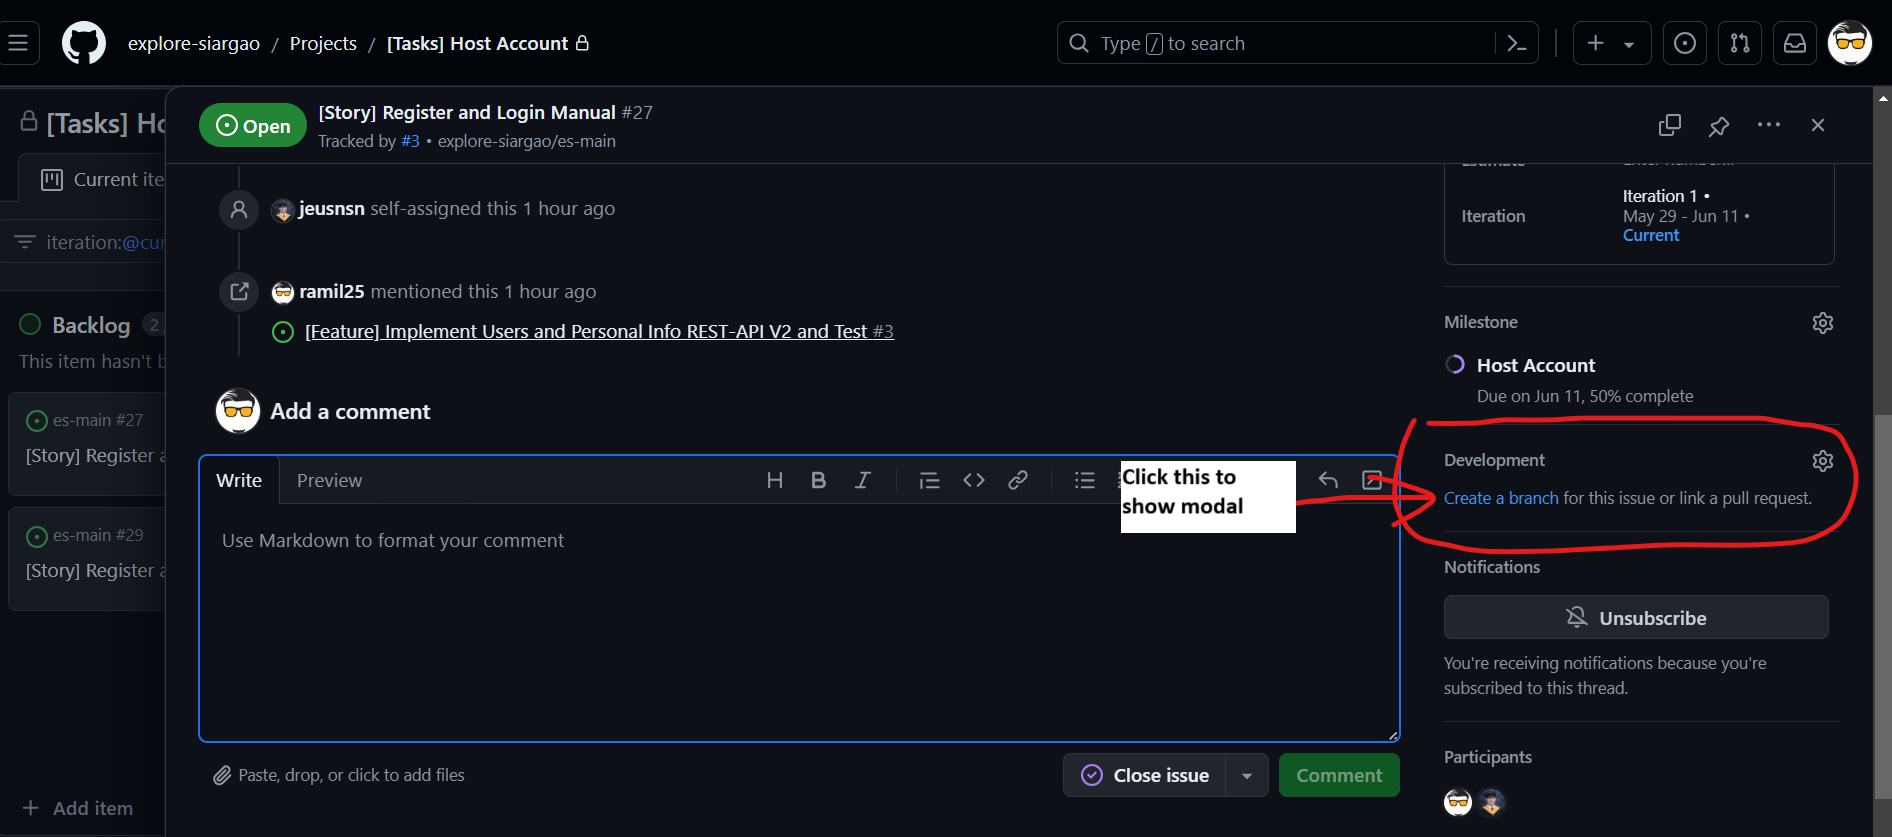 explore-siargao / Projects / [Tasks] Host Account
Type / to search
[Tasks] Ho
Current ite
iteration:@cur
Backlog 2
This item hasn't b
es-main #27
[Story] Register a
es-main #29
[Story] Register a
Add item
Open
[Story] Register and Login Manual #27
Tracked by #3 • explore-siargao/es-main
jeusnsn self-assigned this 1 hour ago
ramil25 mentioned this 1 hour ago
[Feature] Implement Users and Personal Info REST-API V2 and Test #3
Add a comment
Write Preview
H B I
Click this to
show modal
Use Markdown to format your comment
Paste, drop, or click to add files
Close issue
Comment
Iteration
Iteration 1 •
May 29 - Jun 11 •
Current
Milestone
Host Account
Due on Jun 11, 50% complete
Development
Create a branch for this issue or link a pull request.
Notifications
Unsubscribe
You're receiving notifications because you're
subscribed to this thread.
Participants